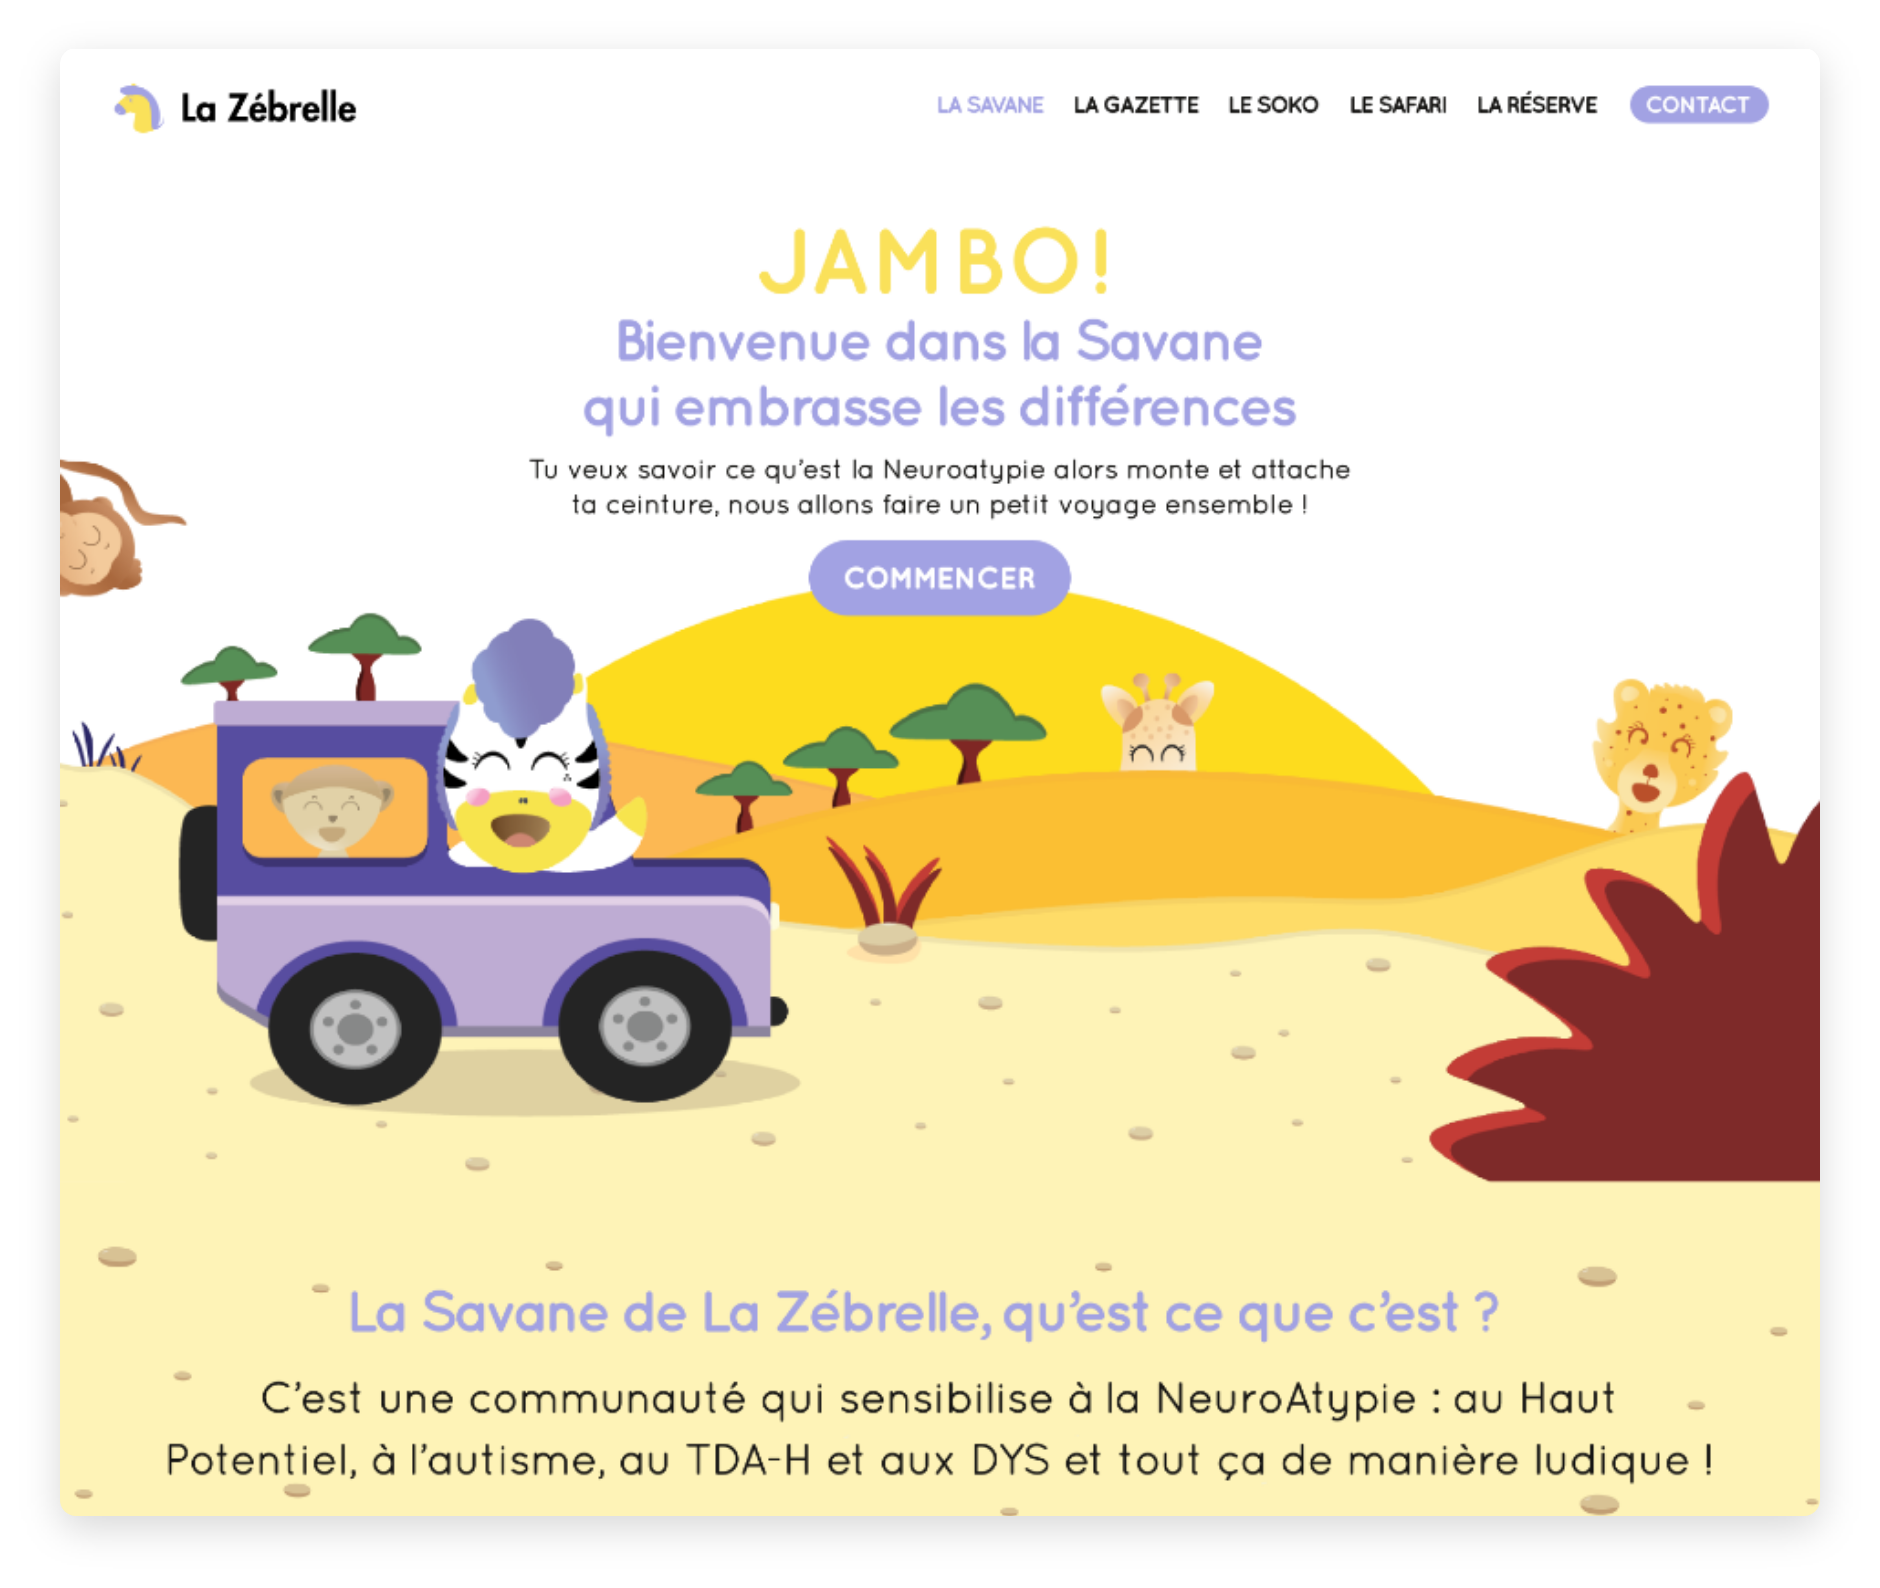 La Zébrelle
LA SAVANE LA GAZETTE LE SOKO LE SAFARI LA RÉSERVE CONTACT
JAMBO!
Bienvenue dans la Savane
qui embrasse les différences
Tu veux savoir ce qu'est la Neuroatypie alors monte et attache
ta ceinture, nous allons faire un petit voyage ensemble !
COMMENCER
La Savane de La Zébrelle, qu'est ce que c'est ?
C'est une communauté qui sensibilise à la NeuroAtypie : au Haut
Potentiel, à l'autisme, au TDA-H et aux DYS et tout ça de manière ludique !